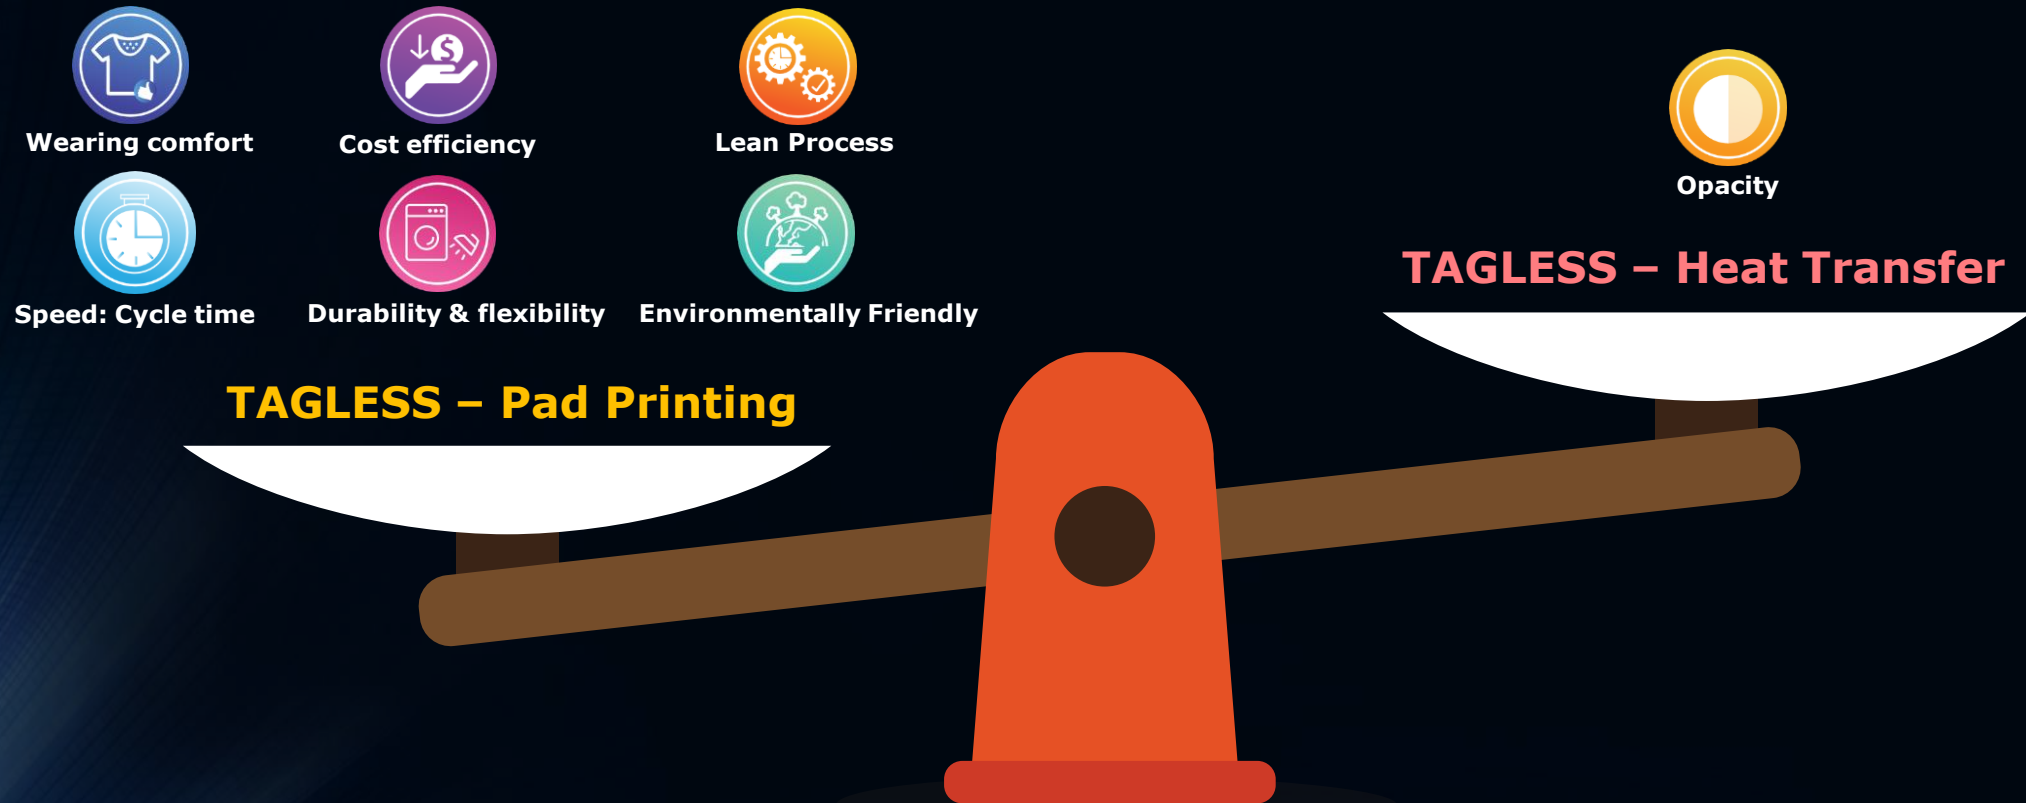 Wearing comfort
Cost efficiency
Lean Process
Opacity
Speed: Cycle time
Durability & flexibility
Environmentally Friendly
TAGLESS – Heat Transfer
TAGLESS – Pad Printing